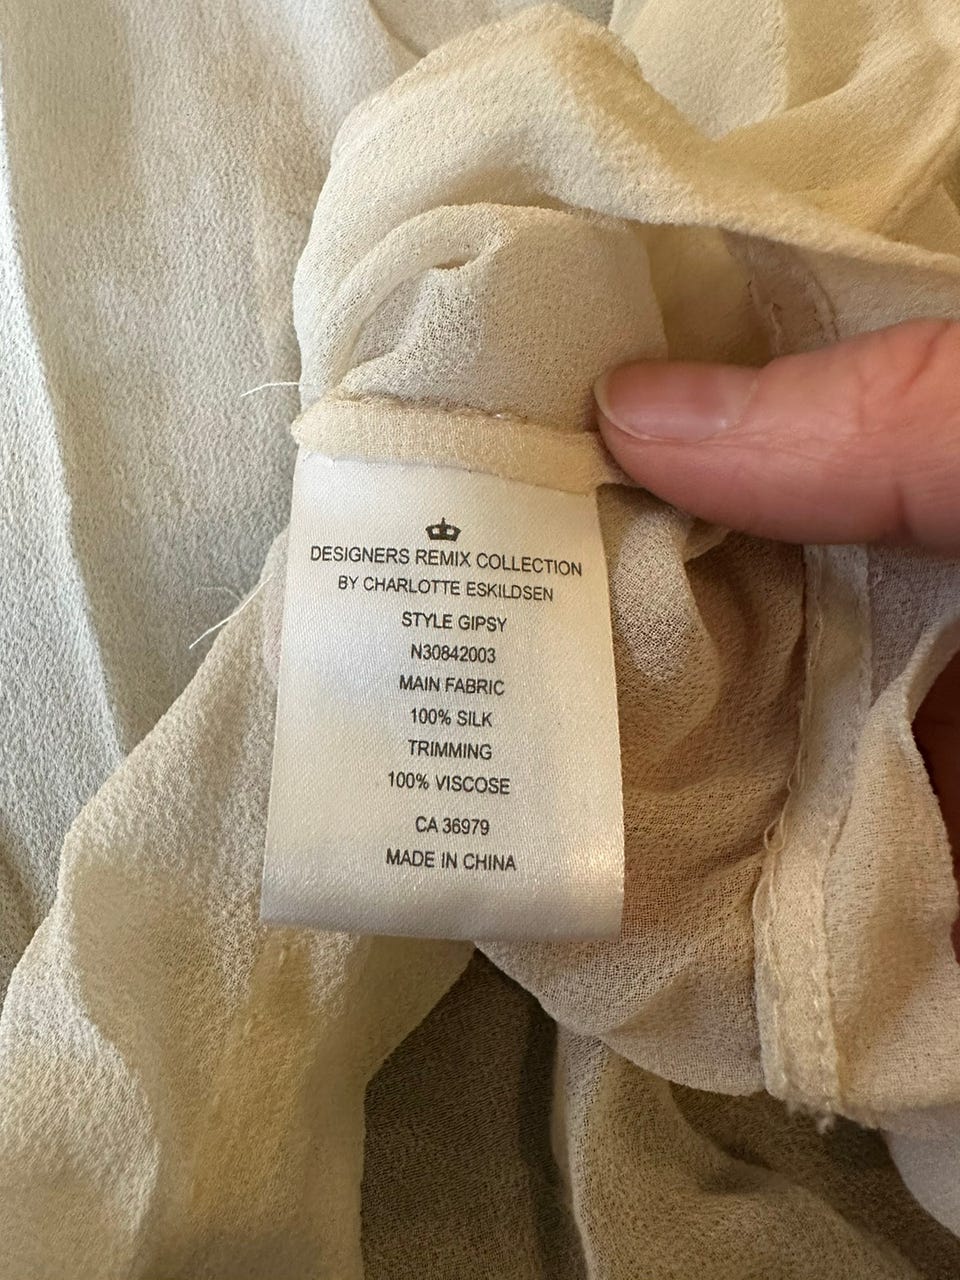 DESIGNERS REMIX COLLECTION
BY CHARLOTTE ESKILDSEN
STYLE GIPSY
N30842003
MAIN FABRIC
100% SILK
TRIMMING
100% VISCOSE
CA 36979
MADE IN CHINA